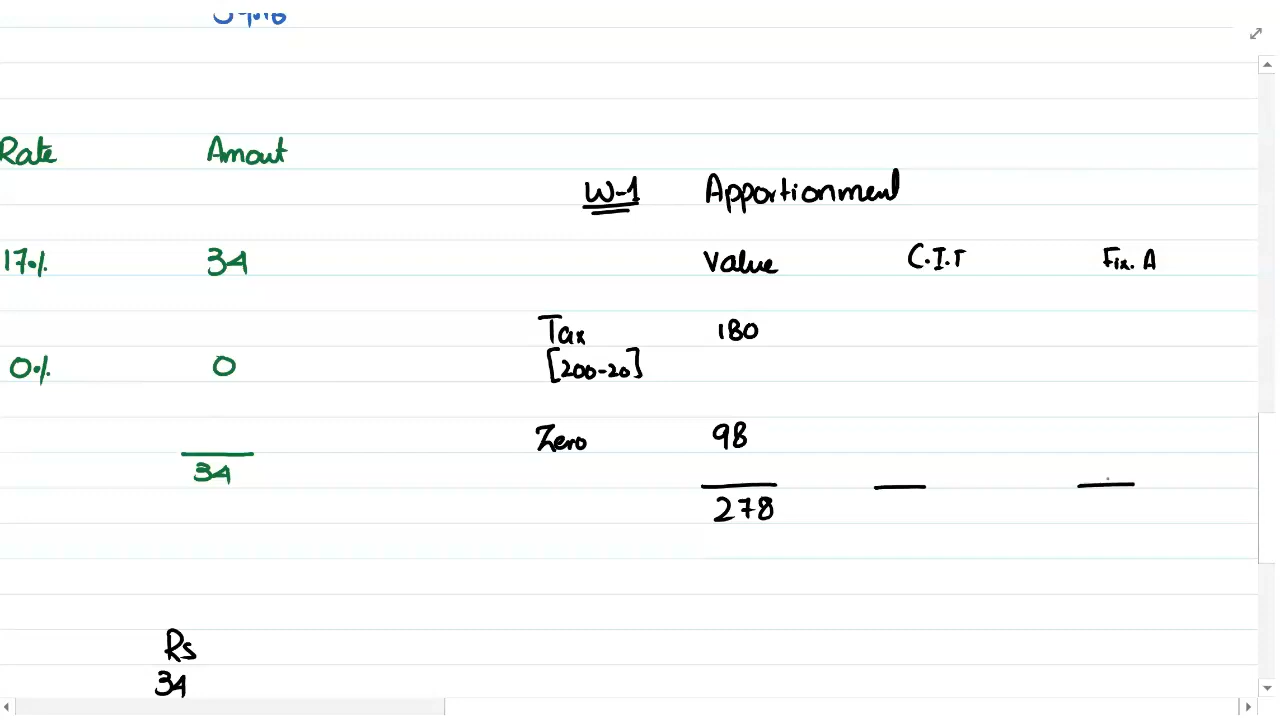 Rate Amout
W-1 Apportionment
17% 34 Value C.I.T Fix. A
Tax 180
0% 0 [200-20]
Zero 98
34
278
Rs
34